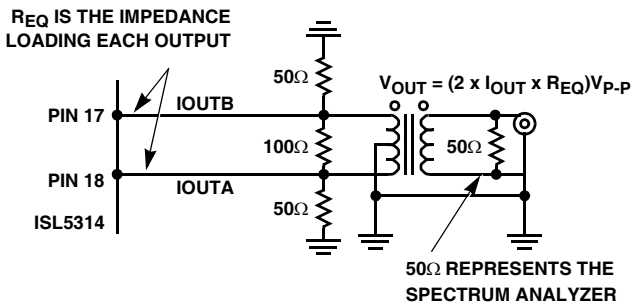 R_EQ IS THE IMPEDANCE
LOADING EACH OUTPUT
50Ω
V_OUT = (2 x I_OUT x R_EQ)V_P-P
PIN 17
IOUTB
100Ω
50Ω
PIN 18
IOUTA
50Ω
ISL5314
50Ω REPRESENTS THE
SPECTRUM ANALYZER